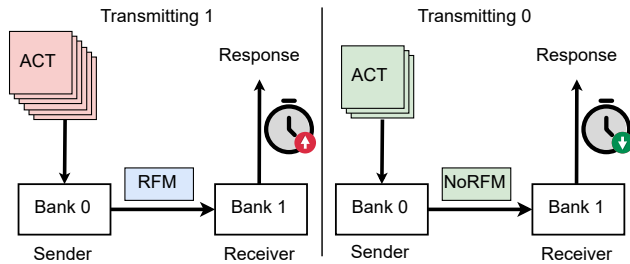 Transmitting 1
ACT
Response
RFM
Bank 0
Bank 1
Sender
Receiver
Transmitting 0
ACT
Response
NoRFM
Bank 0
Bank 1
Sender
Receiver